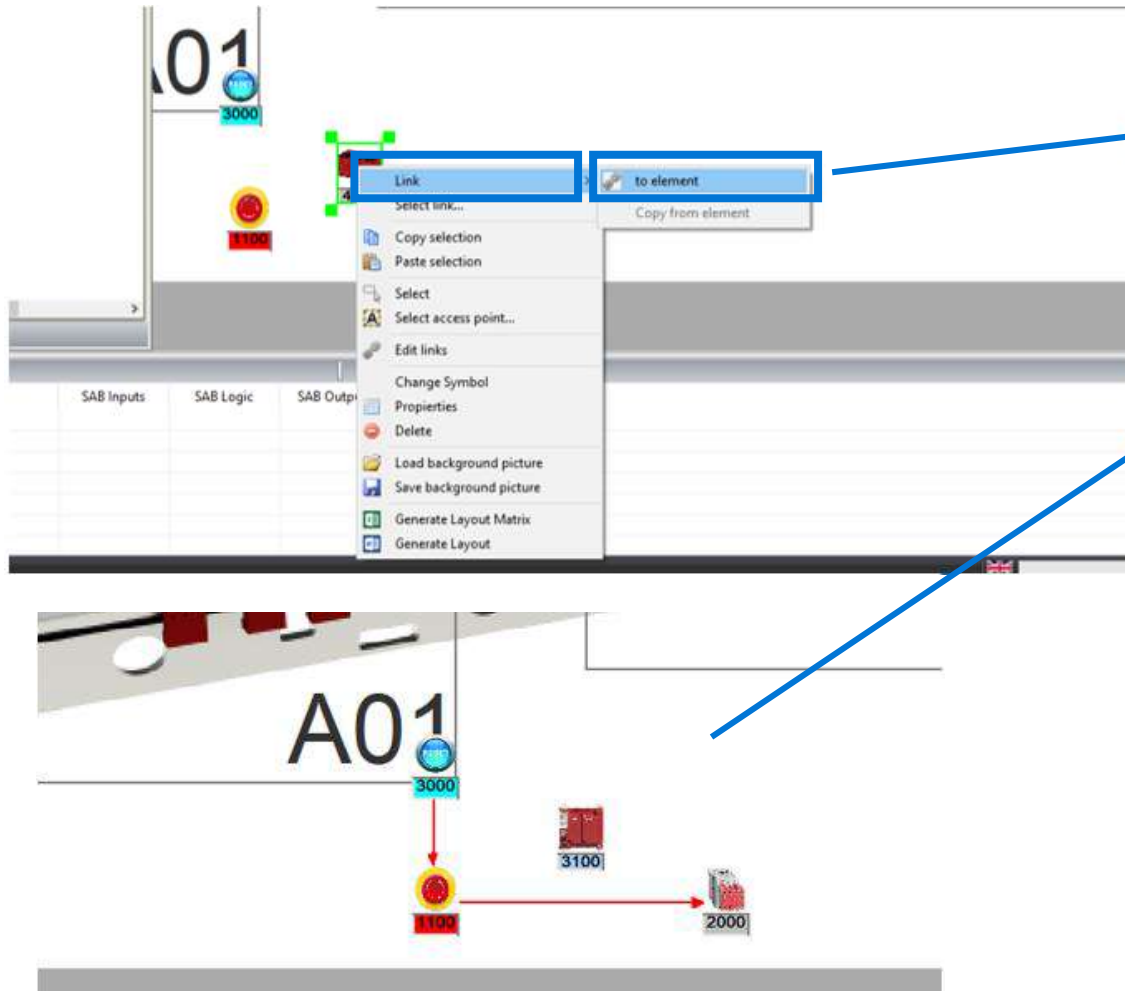 A01
3000
Link
to element
Select link...
Copy from element
1100
Copy selection
Paste selection
Select
Select access point...
Edit links
SAB Inputs
SAB Logic
SAB Outp
Change Symbol
Propierties
Delete
Load background picture
Save background picture
Generate Layout Matrix
Generate Layout
A01
3000
3100
1100
2000